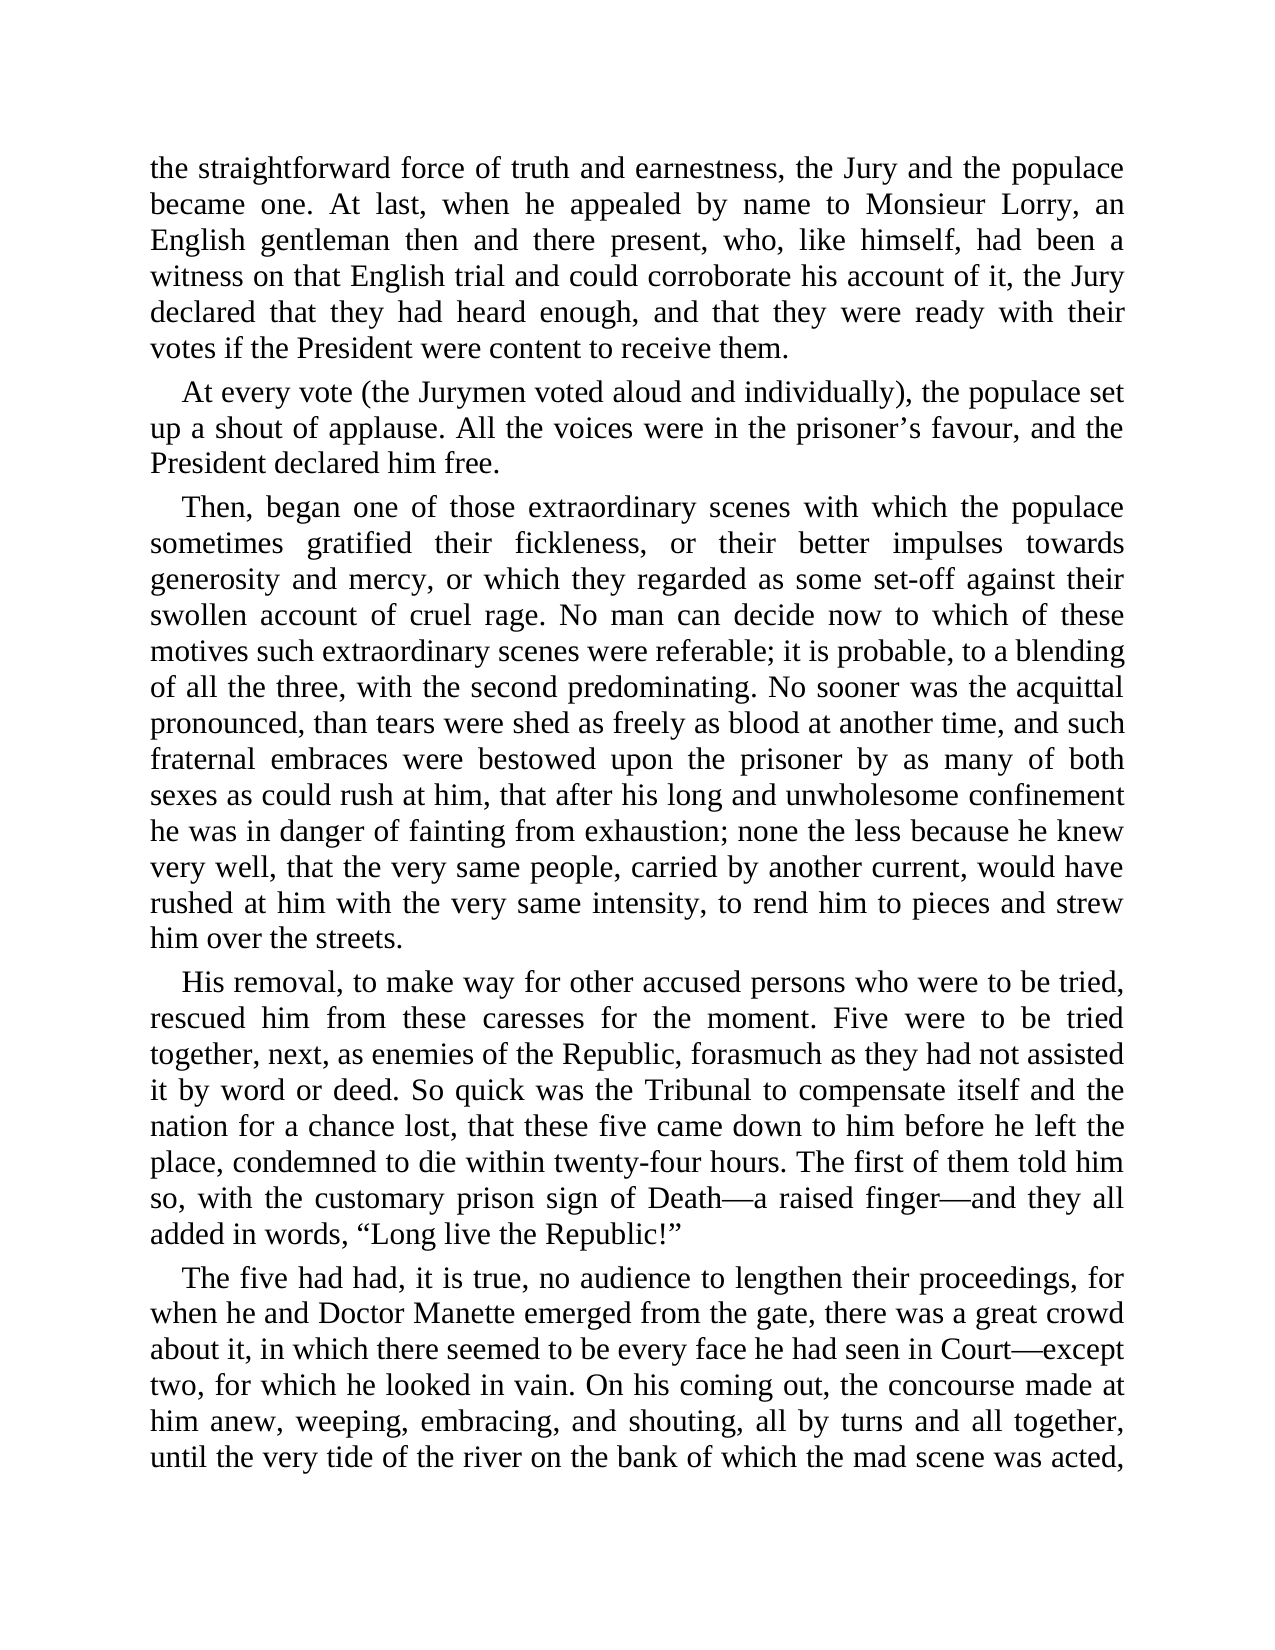 the straightforward force of truth and earnestness, the Jury and the populace
became one. At last, when he appealed by name to Monsieur Lorry, an
English gentleman then and there present, who, like himself, had been a
witness on that English trial and could corroborate his account of it, the Jury
declared that they had heard enough, and that they were ready with their
votes if the President were content to receive them.
At every vote (the Jurymen voted aloud and individually), the populace set
up a shout of applause. All the voices were in the prisoner’s favour, and the
President declared him free.
Then, began one of those extraordinary scenes with which the populace
sometimes gratified their fickleness, or their better impulses towards
generosity and mercy, or which they regarded as some set-off against their
swollen account of cruel rage. No man can decide now to which of these
motives such extraordinary scenes were referable; it is probable, to a blending
of all the three, with the second predominating. No sooner was the acquittal
pronounced, than tears were shed as freely as blood at another time, and such
fraternal embraces were bestowed upon the prisoner by as many of both
sexes as could rush at him, that after his long and unwholesome confinement
he was in danger of fainting from exhaustion; none the less because he knew
very well, that the very same people, carried by another current, would have
rushed at him with the very same intensity, to rend him to pieces and strew
him over the streets.
His removal, to make way for other accused persons who were to be tried,
rescued him from these caresses for the moment. Five were to be tried
together, next, as enemies of the Republic, forasmuch as they had not assisted
it by word or deed. So quick was the Tribunal to compensate itself and the
nation for a chance lost, that these five came down to him before he left the
place, condemned to die within twenty-four hours. The first of them told him
so, with the customary prison sign of Death—a raised finger—and they all
added in words, “Long live the Republic!”
The five had had, it is true, no audience to lengthen their proceedings, for
when he and Doctor Manette emerged from the gate, there was a great crowd
about it, in which there seemed to be every face he had seen in Court—except
two, for which he looked in vain. On his coming out, the concourse made at
him anew, weeping, embracing, and shouting, all by turns and all together,
until the very tide of the river on the bank of which the mad scene was acted,